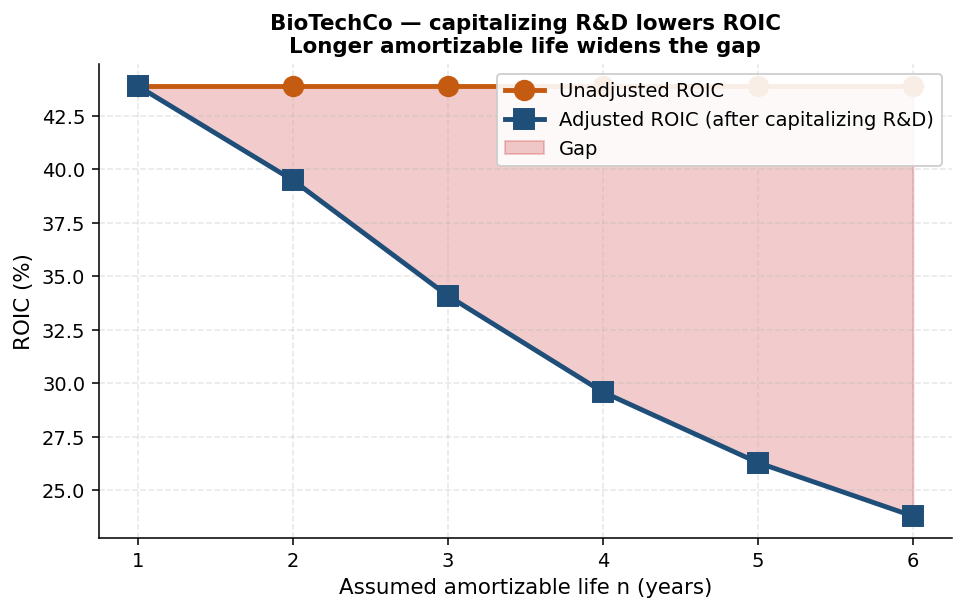 BioTechCo — capitalizing R&D lowers ROIC
Longer amortizable life widens the gap
Unadjusted ROIC
Adjusted ROIC (after capitalizing R&D)
Gap
ROIC (%)
42.5
40.0
37.5
35.0
32.5
30.0
27.5
25.0
1 2 3 4 5 6
Assumed amortizable life n (years)